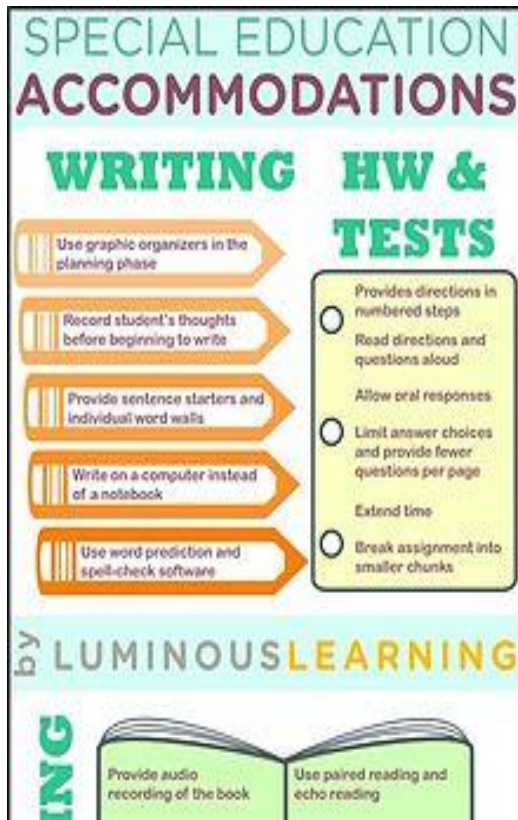 SPECIAL EDUCATION
ACCOMMODATIONS
WRITING
Use graphic organizers in the
planning phase
Record student's thoughts
before beginning to write
Provide sentence starters and
individual word walls
Write on a computer instead
of a notebook
Use word prediction and
spell-check software
HW &
TESTS
Provides directions in
numbered steps
Read directions and
questions aloud
Allow oral responses
Limit answer choices
and provide fewer
questions per page
Extend time
Break assignment into
smaller chunks
by LUMINOUSLEARNING
ING
Provide audio
recording of the book
Use paired reading and
echo reading